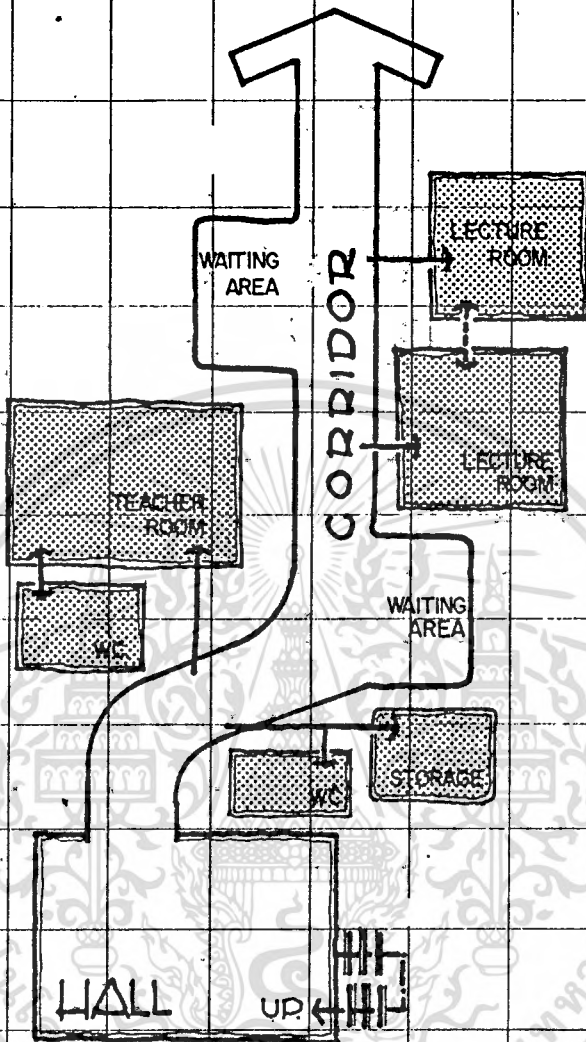 WAITING
AREA
LECTURE
ROOM
CORRIDOR
LECTURE
ROOM
TEACHER
ROOM
WAITING
AREA
WC.
STORAGE
WC.
HALL
UP.